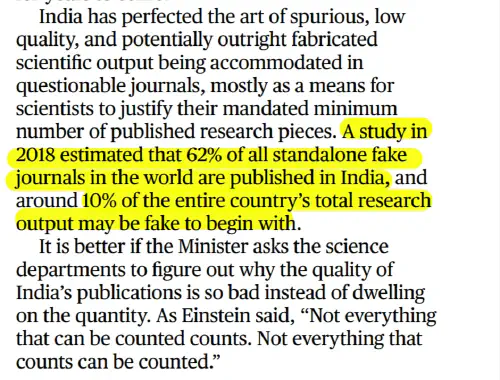 India has perfected the art of spurious, low
quality, and potentially outright fabricated
scientific output being accommodated in
questionable journals, mostly as a means for
scientists to justify their mandated minimum
number of published research pieces. A study in
2018 estimated that 62% of all standalone fake
journals in the world are published in India, and
around 10% of the entire country’s total research
output may be fake to begin with.
It is better if the Minister asks the science
departments to figure out why the quality of
India’s publications is so bad instead of dwelling
on the quantity. As Einstein said, “Not everything
that can be counted counts. Not everything that
counts can be counted.”